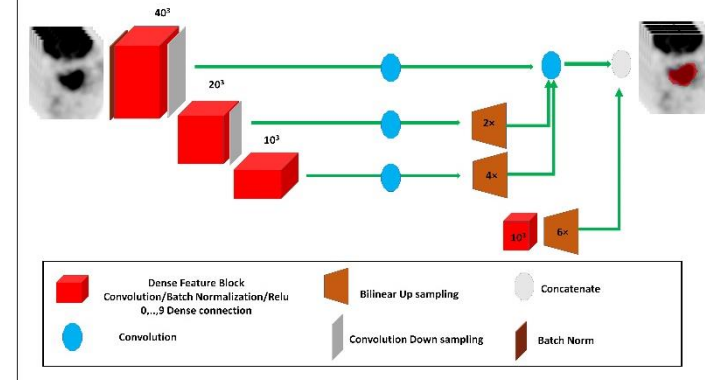 40³
20³
10³
2×
4×
10³
6×
Dense Feature Block
Convolution/Batch Normalization/Relu
0,..,9 Dense connection
Bilinear Up sampling
Concatenate
Convolution
Convolution Down sampling
Batch Norm